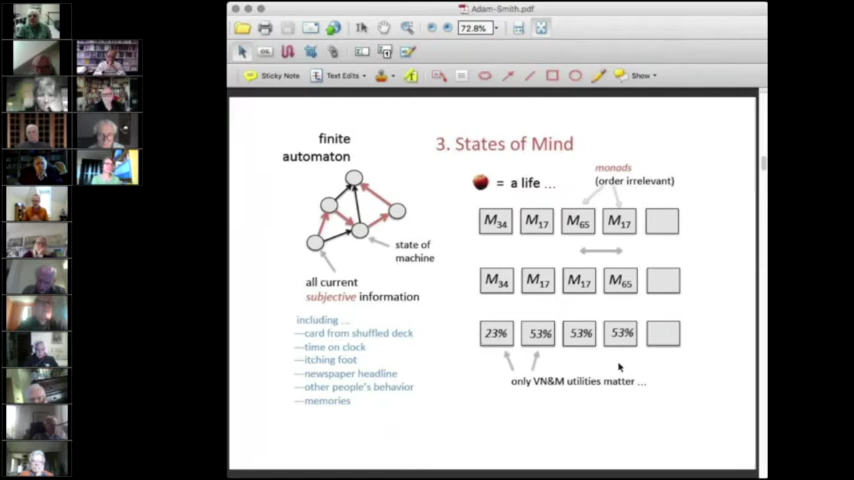 Adam-Smith.pdf
72.8%
Sticky Note
Text Edits
Show
finite
automaton
3. States of Mind
= a life ...
monads
(order irrelevant)
M34 M17 M65 M17
state of
machine
all current
subjective information
M34 M17 M17 M65
including ...
—card from shuffled deck
—time on clock
—itching foot
—newspaper headline
—other people's behavior
—memories
23% 53% 53% 53%
only VN&M utilities matter ...